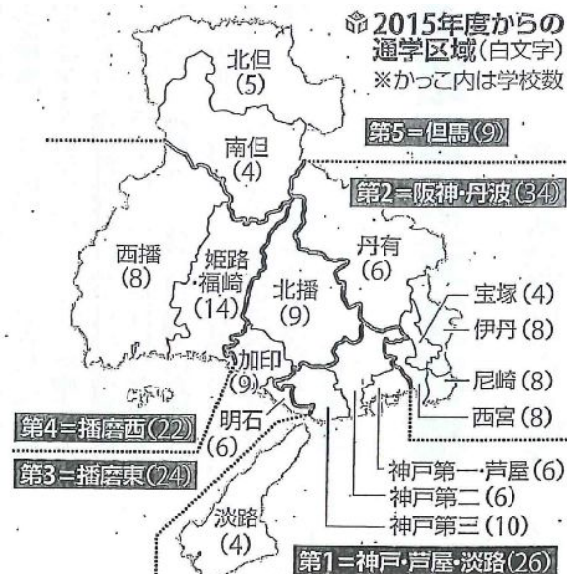 2015年度からの
通学区域(白文字)
※かっこ内は学校数
北但
(5)
第5=但馬(9)
南但
(4)
第2=阪神・丹波(34)
丹有
(6)
西播
(8)
姫路
・福崎
(14)
北播
(9)
宝塚(4)
伊丹(8)
尼崎(8)
西宮(8)
加印
(9)
明石
(6)
第4=播磨西(22)
第3=播磨東(24)
神戸第一・芦屋(6)
神戸第二(6)
神戸第三(10)
淡路
(4)
第1=神戸・芦屋・淡路(26)